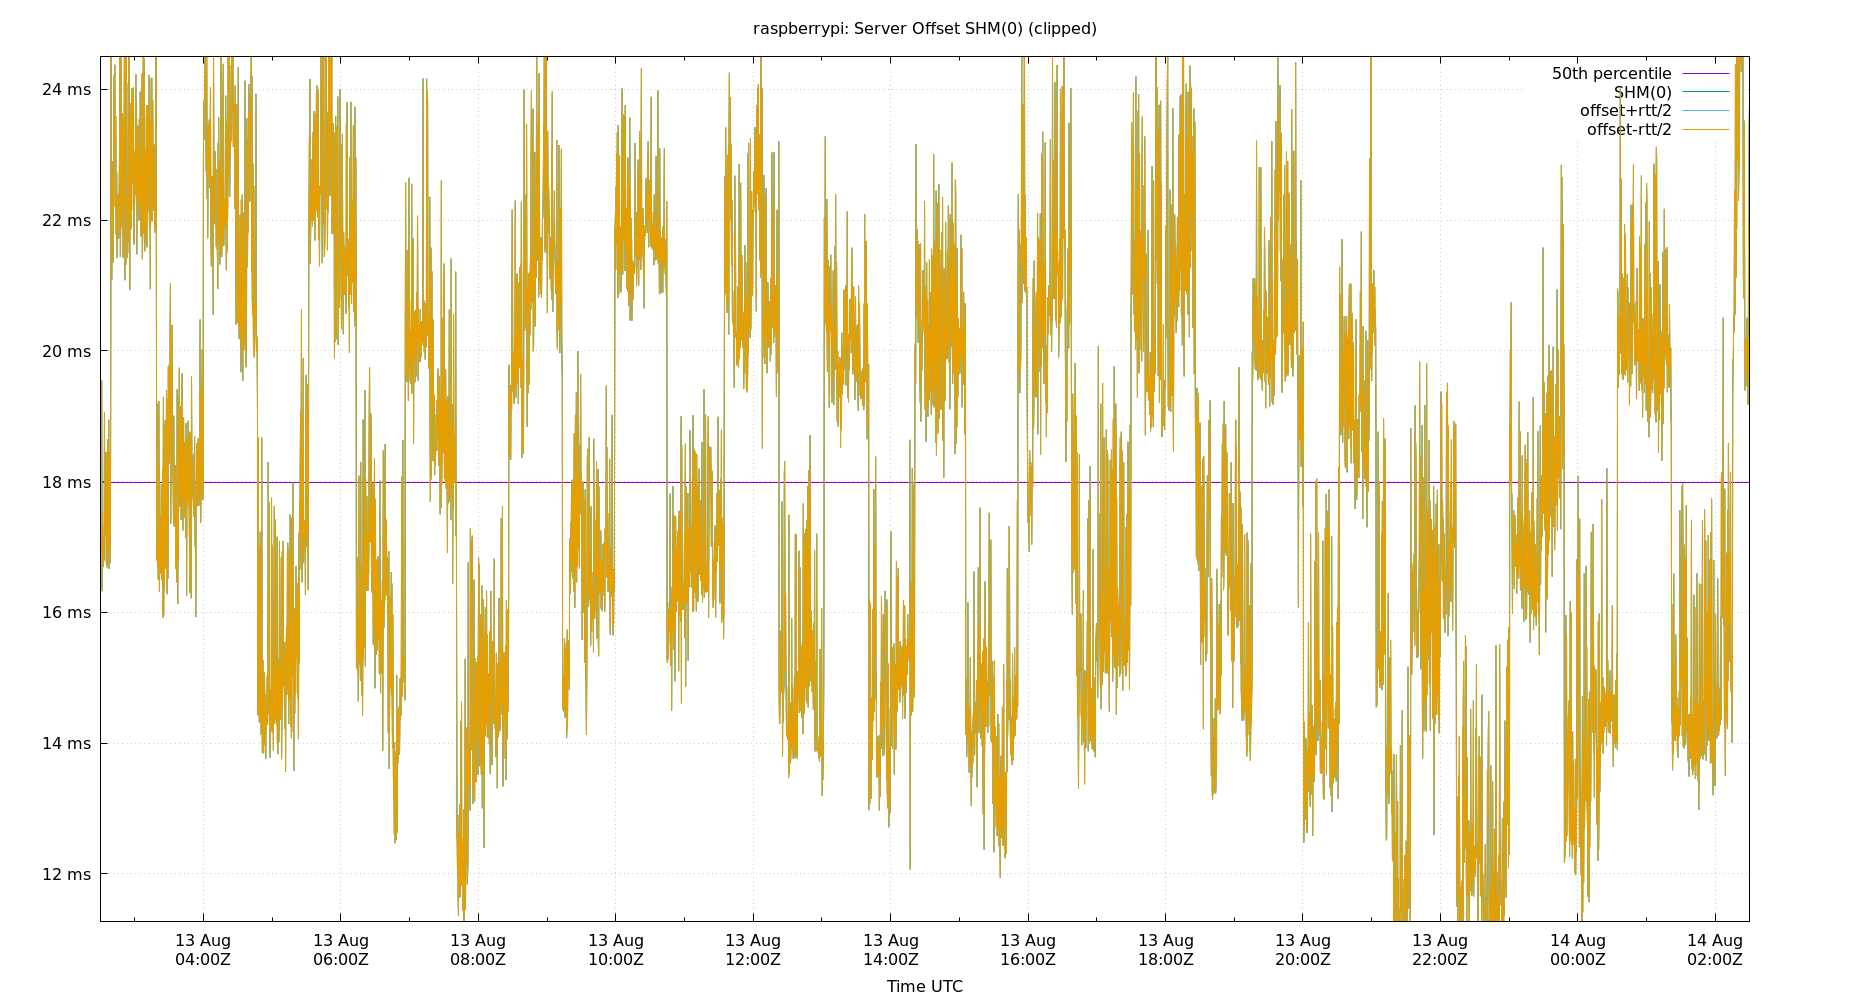 raspberrypi: Server Offset SHM(0) (clipped)
50th percentile
SHM(0)
offset+rtt/2
offset-rtt/2
24 ms
22 ms
20 ms
18 ms
16 ms
14 ms
12 ms
13 Aug 13 Aug 13 Aug 13 Aug 13 Aug 13 Aug 13 Aug 13 Aug 13 Aug 13 Aug 14 Aug 14 Aug
04:00Z 06:00Z 08:00Z 10:00Z 12:00Z 14:00Z 16:00Z 18:00Z 20:00Z 22:00Z 00:00Z 02:00Z
Time UTC